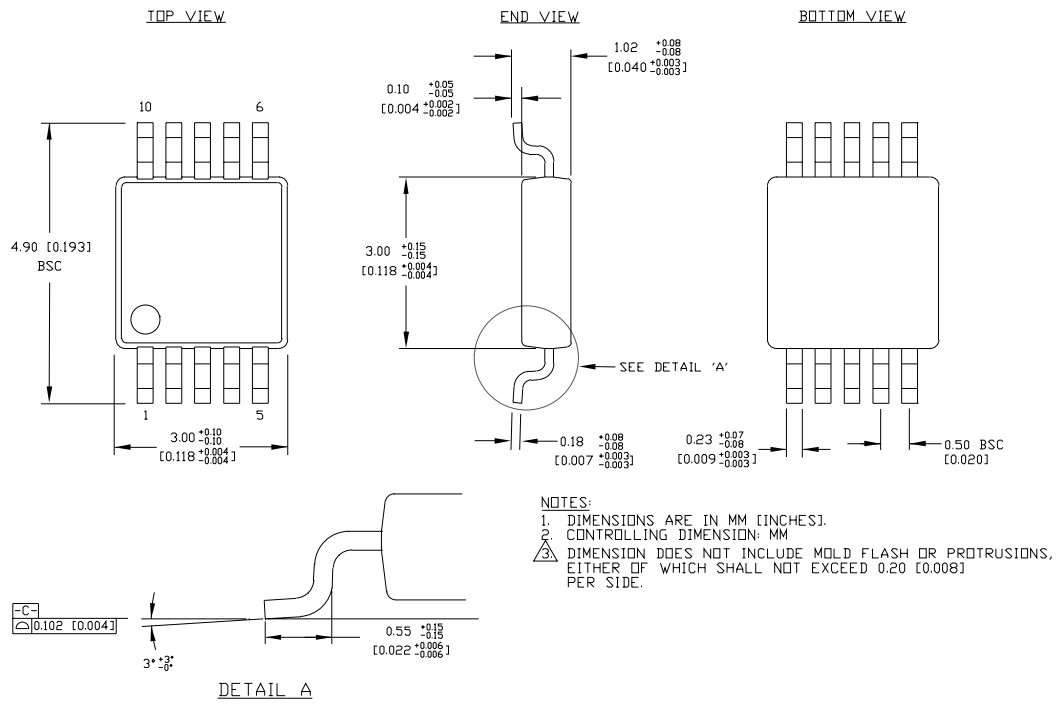 TOP VIEW
END VIEW
BOTTOM VIEW
1.02 +0.08 -0.08
[0.040 +0.003 -0.003]
0.10 +0.05 -0.05
[0.004 +0.002 -0.002]
10
6
4.90 [0.193]
BSC
3.00 +0.15 -0.15
[0.118 +0.004 -0.004]
SEE DETAIL 'A'
1
5
3.00 +0.10 -0.10
[0.118 +0.004 -0.004]
0.18 +0.08 -0.08
[0.007 +0.003 -0.003]
0.23 +0.07 -0.08
[0.009 +0.003 -0.003]
0.50 BSC
[0.020]
NOTES:
1. DIMENSIONS ARE IN MM [INCHES].
2. CONTROLLING DIMENSION: MM
3. DIMENSION DOES NOT INCLUDE MOLD FLASH OR PROTRUSIONS,
EITHER OF WHICH SHALL NOT EXCEED 0.20 [0.008]
PER SIDE.
-C-
0.102 [0.004]
3° +3° -0°
0.55 +0.15 -0.15
[0.022 +0.006 -0.006]
DETAIL A